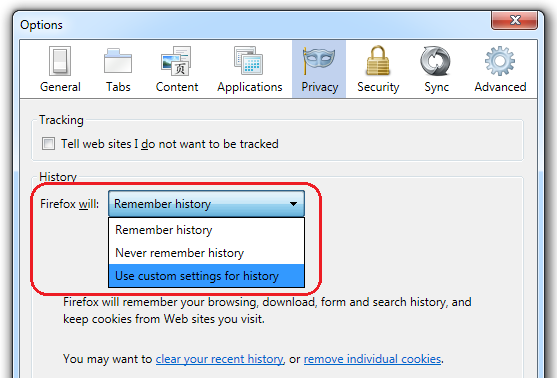 Options
General Tabs Content Applications Privacy Security Sync Advanced
Tracking
Tell web sites I do not want to be tracked
History
Firefox will: Remember history
Remember history
Never remember history
Use custom settings for history
Firefox will remember your browsing, download, form and search history, and
keep cookies from Web sites you visit.
You may want to clear your recent history, or remove individual cookies.